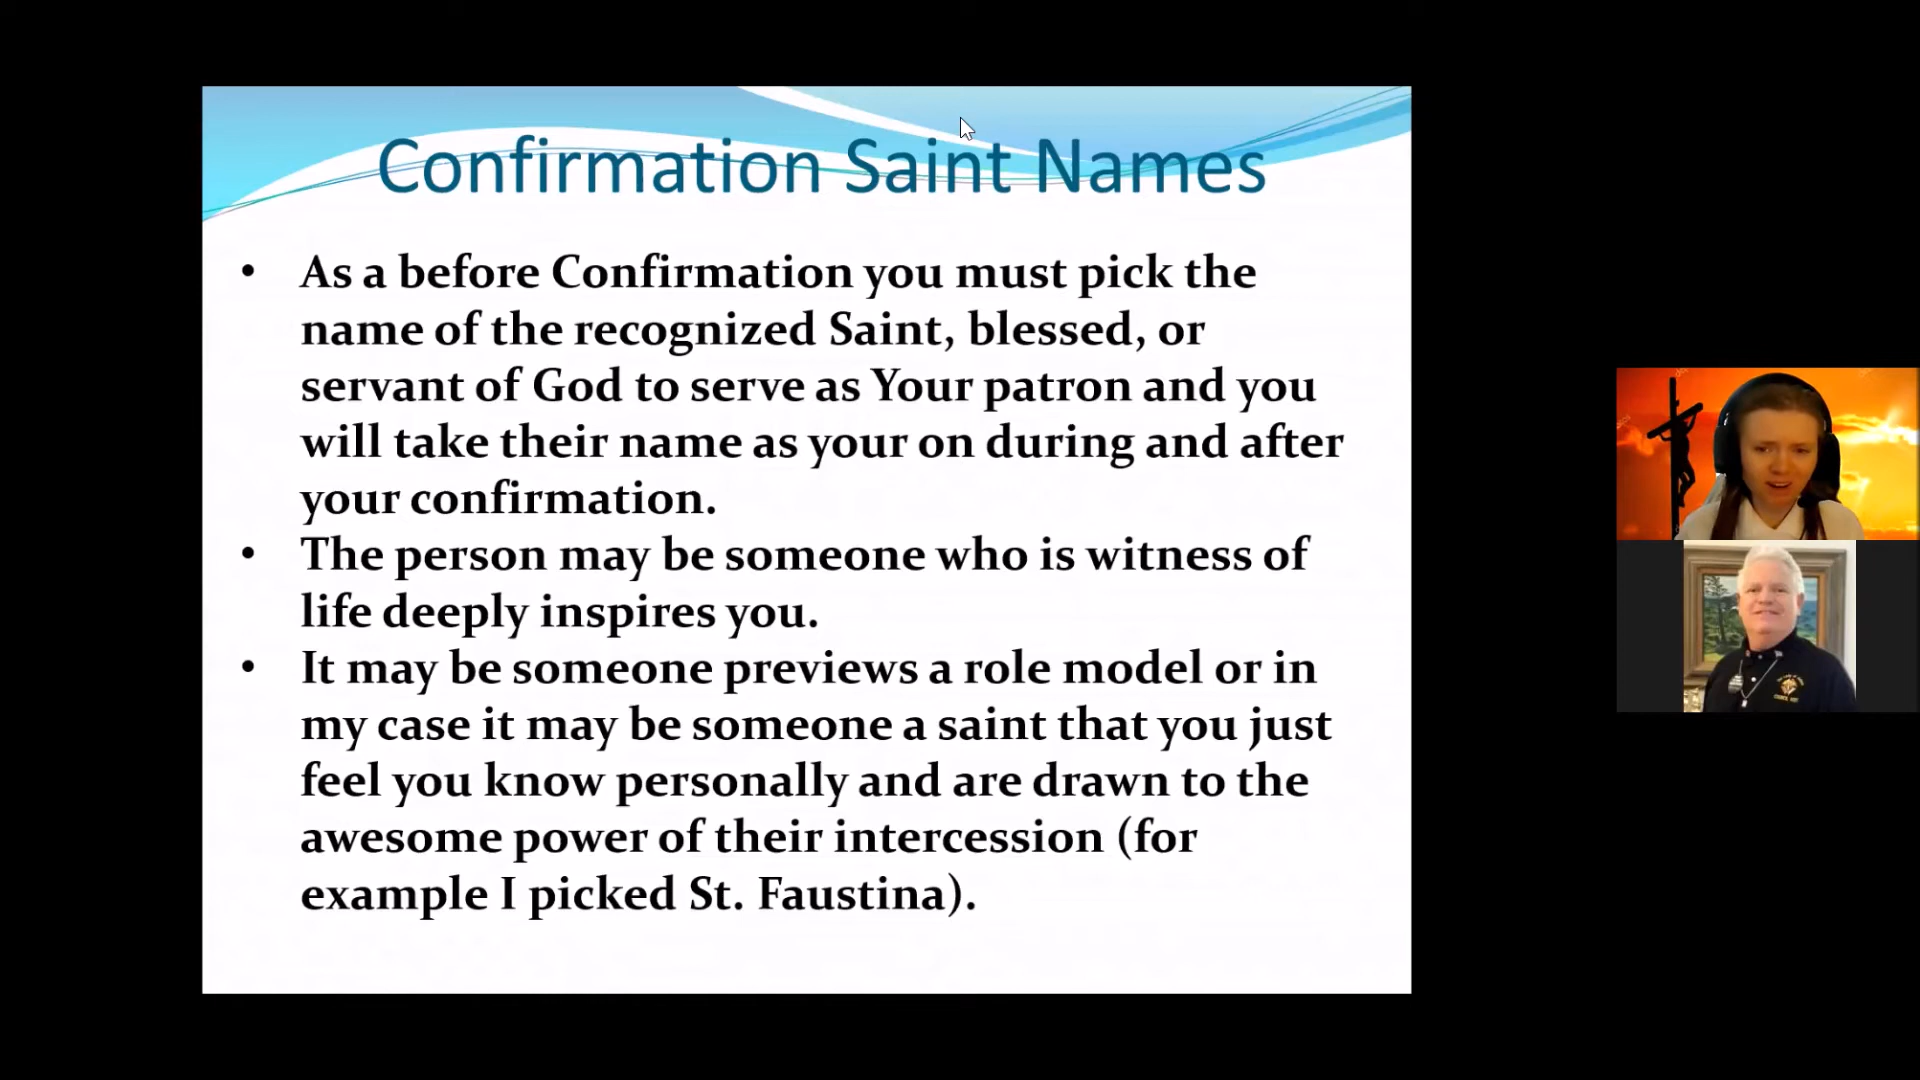 Confirmation Saint Names
• As a before Confirmation you must pick the
name of the recognized Saint, blessed, or
servant of God to serve as Your patron and you
will take their name as your on during and after
your confirmation.
• The person may be someone who is witness of
life deeply inspires you.
• It may be someone previews a role model or in
my case it may be someone a saint that you just
feel you know personally and are drawn to the
awesome power of their intercession (for
example I picked St. Faustina).